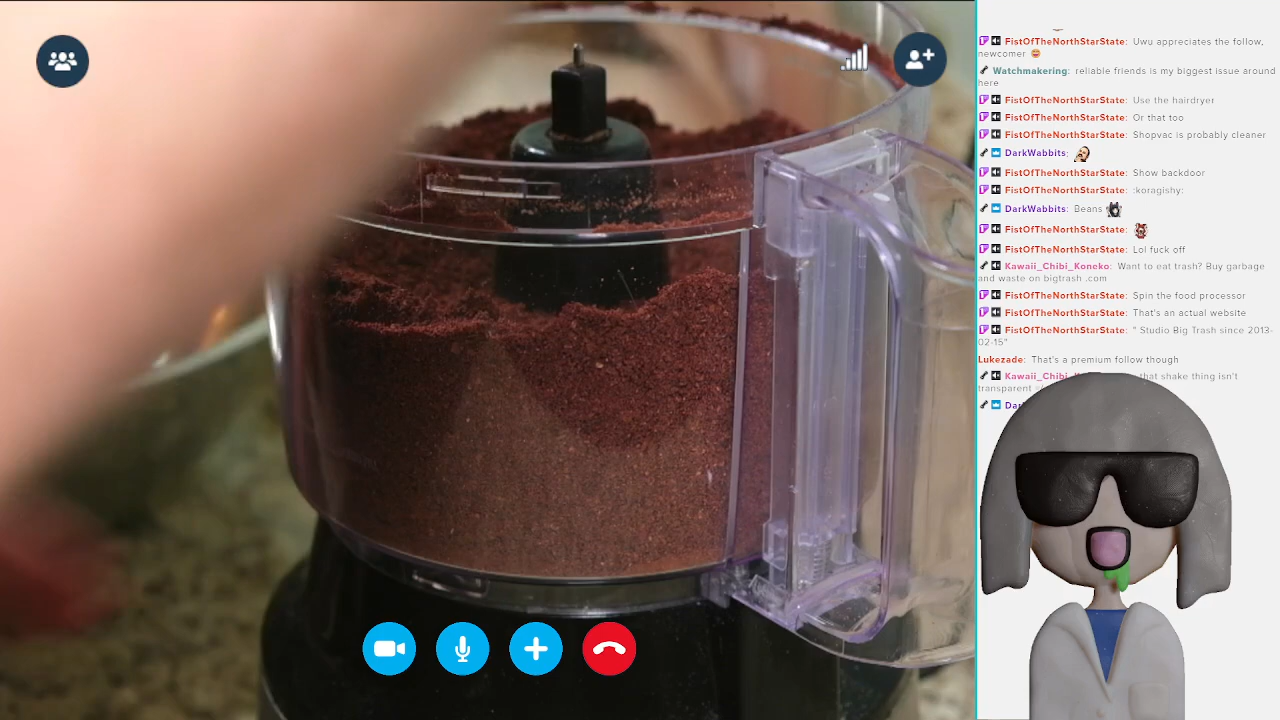 FistOfTheNorthStarState: Uwu appreciates the follow,
newcomer
Watchmakering: reliable friends is my biggest issue around
here
FistOfTheNorthStarState: Use the hairdryer
FistOfTheNorthStarState: Or that too
FistOfTheNorthStarState: Shopvac is probably cleaner
DarkWabbits:
FistOfTheNorthStarState: Show backdoor
FistOfTheNorthStarState: :koragishy:
DarkWabbits: Beans
FistOfTheNorthStarState:
FistOfTheNorthStarState: Lol fuck off
Kawaii_Chibi_Koneko: Want to eat trash? Buy garbage
and waste on bigtrash .com
FistOfTheNorthStarState: Spin the food processor
FistOfTheNorthStarState: That's an actual website
FistOfTheNorthStarState: " Studio Big Trash since 2013-
02-15"
Lukezade: That's a premium follow though
Kawaii_Chibi_K that shake thing isn't
transparent
Dar